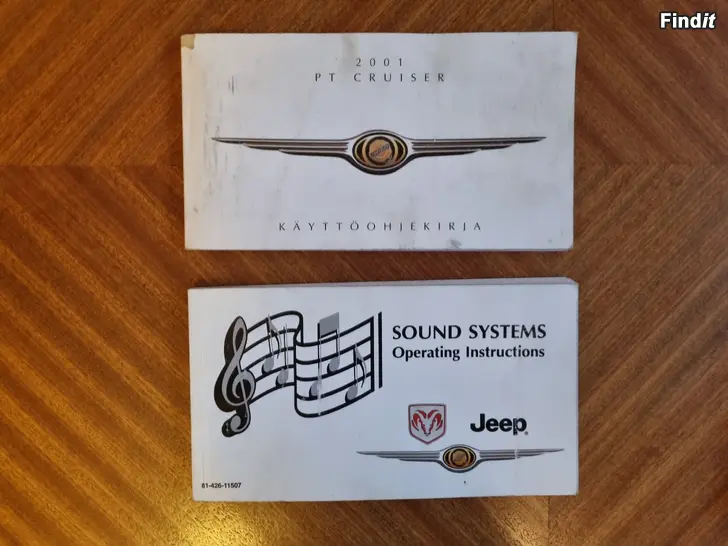 Findit
2001
PT CRUISER
KÄYTTÖOHJEKIRJA
SOUND SYSTEMS
Operating Instructions
Jeep®
81-426-11507